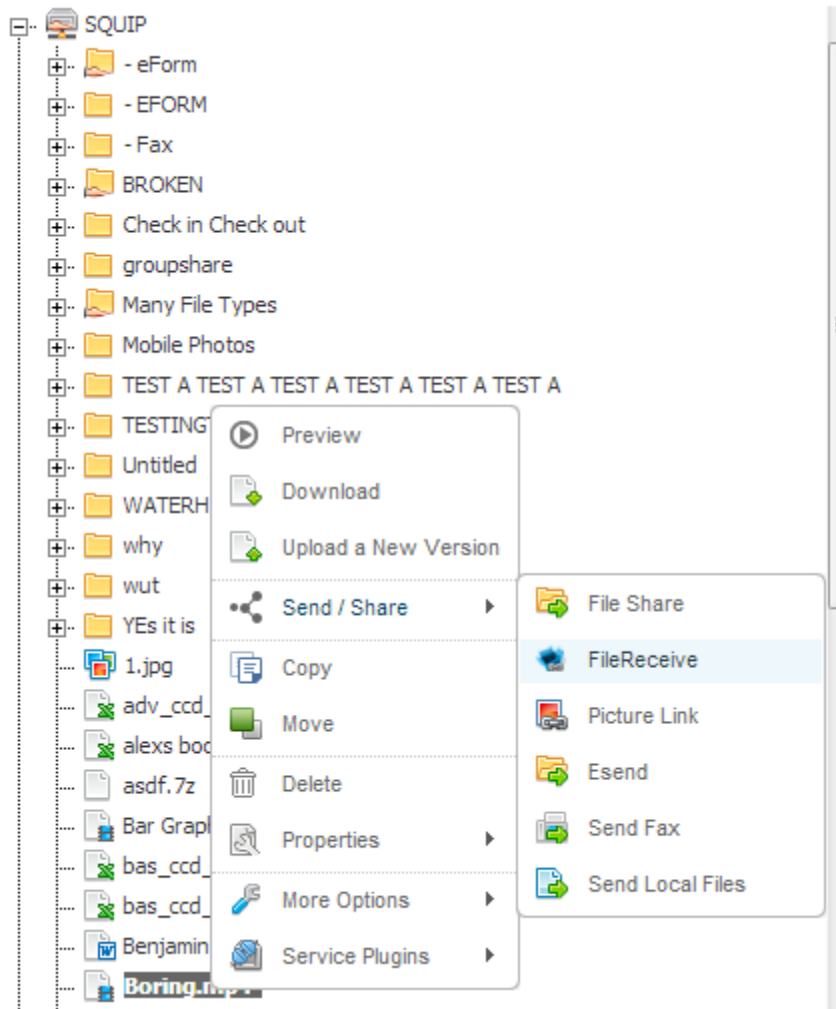 SQUIP
- eForm
- EFORM
- Fax
BROKEN
Check in Check out
groupshare
Many File Types
Mobile Photos
TEST A TEST A TEST A TEST A TEST A TEST A
TESTING
Preview
Untitled
Download
WATERH
why
Upload a New Version
wut
Send / Share
File Share
YEs it is
1.jpg
Copy
FileReceive
adv_ccd_
Move
Picture Link
alexs boo
asdf.7z
Delete
Esend
Bar Grap
Properties
Send Fax
bas_ccd_
bas_ccd_
More Options
Send Local Files
Benjamin
Service Plugins
Boring.mp4